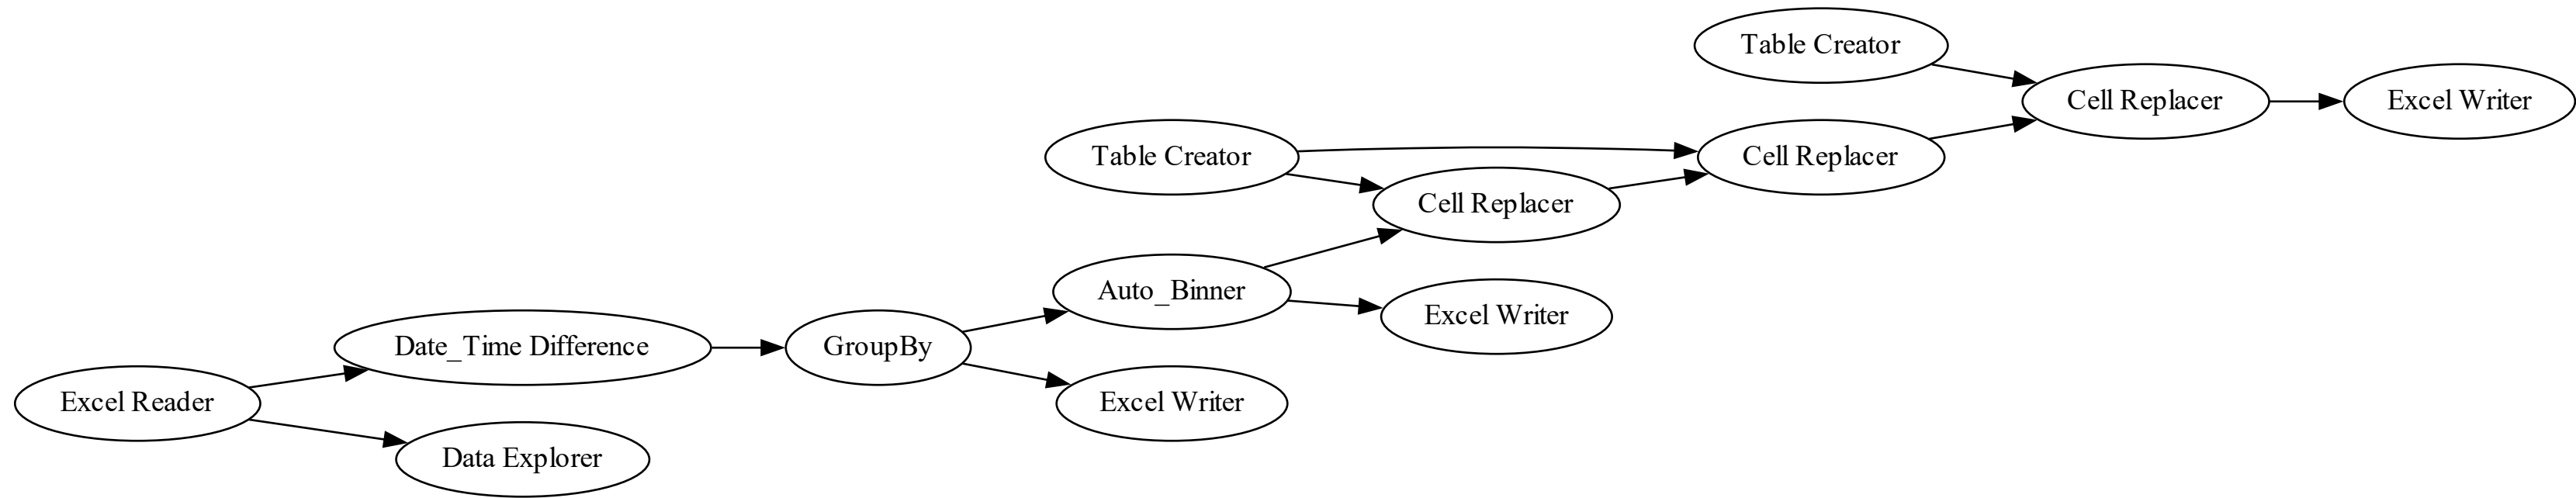 Table Creator
Cell Replacer
Excel Writer
Table Creator
Cell Replacer
Cell Replacer
Auto_Binner
Excel Writer
Date_Time Difference
GroupBy
Excel Reader
Excel Writer
Data Explorer